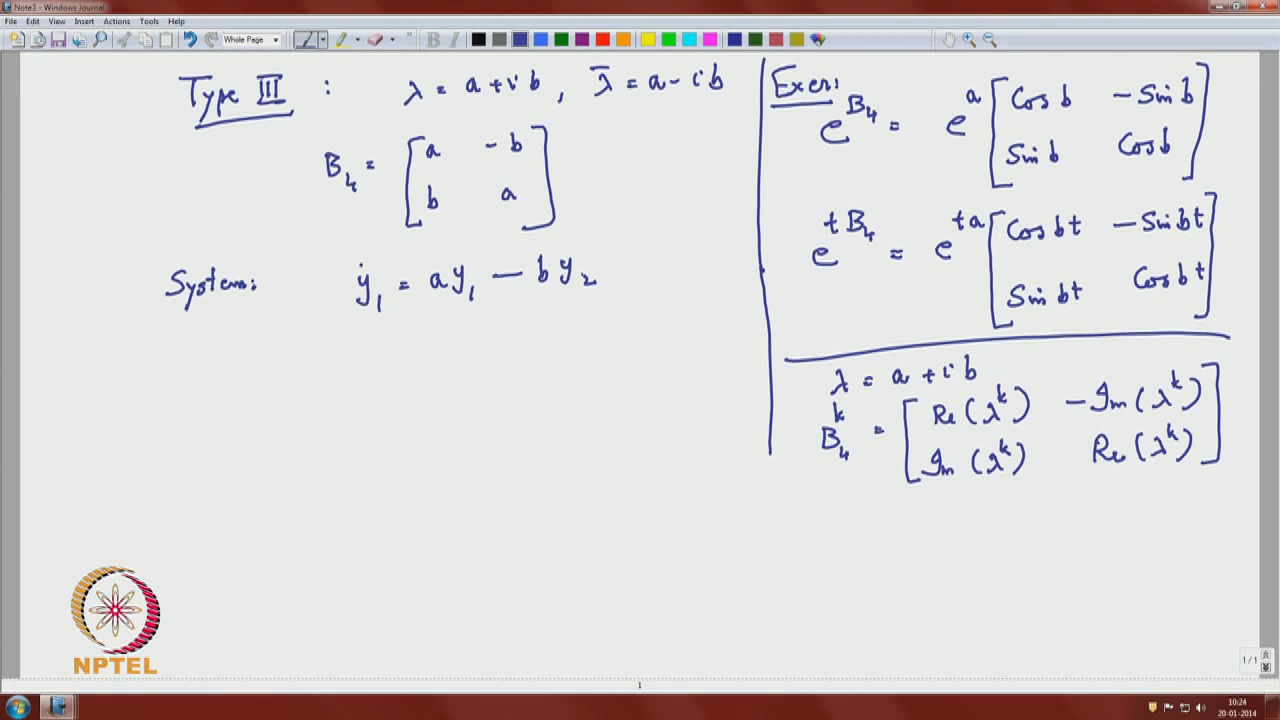 Note3 - Windows Journal
File Edit View Insert Actions Tools Help
Whole Page
Type III : λ = a + i b , λ̄ = a - i b
B₄ = [ a  - b ]
[ b  a ]
System: ẏ₁ = a y₁ — b y₂
Exer:
e^{B₄} = e^a [ Cos b  - Sin b ]
[ Sin b  Cos b ]
e^{t B₄} = e^{t a} [ Cos bt  - Sin bt ]
[ Sin bt  Cos bt ]
λ = a + i b
B₄^k = [ Re (λ^k)  - Im (λ^k) ]
[ Im (λ^k)  Re (λ^k) ]
NPTEL
1/1
1
10:24
20-01-2014